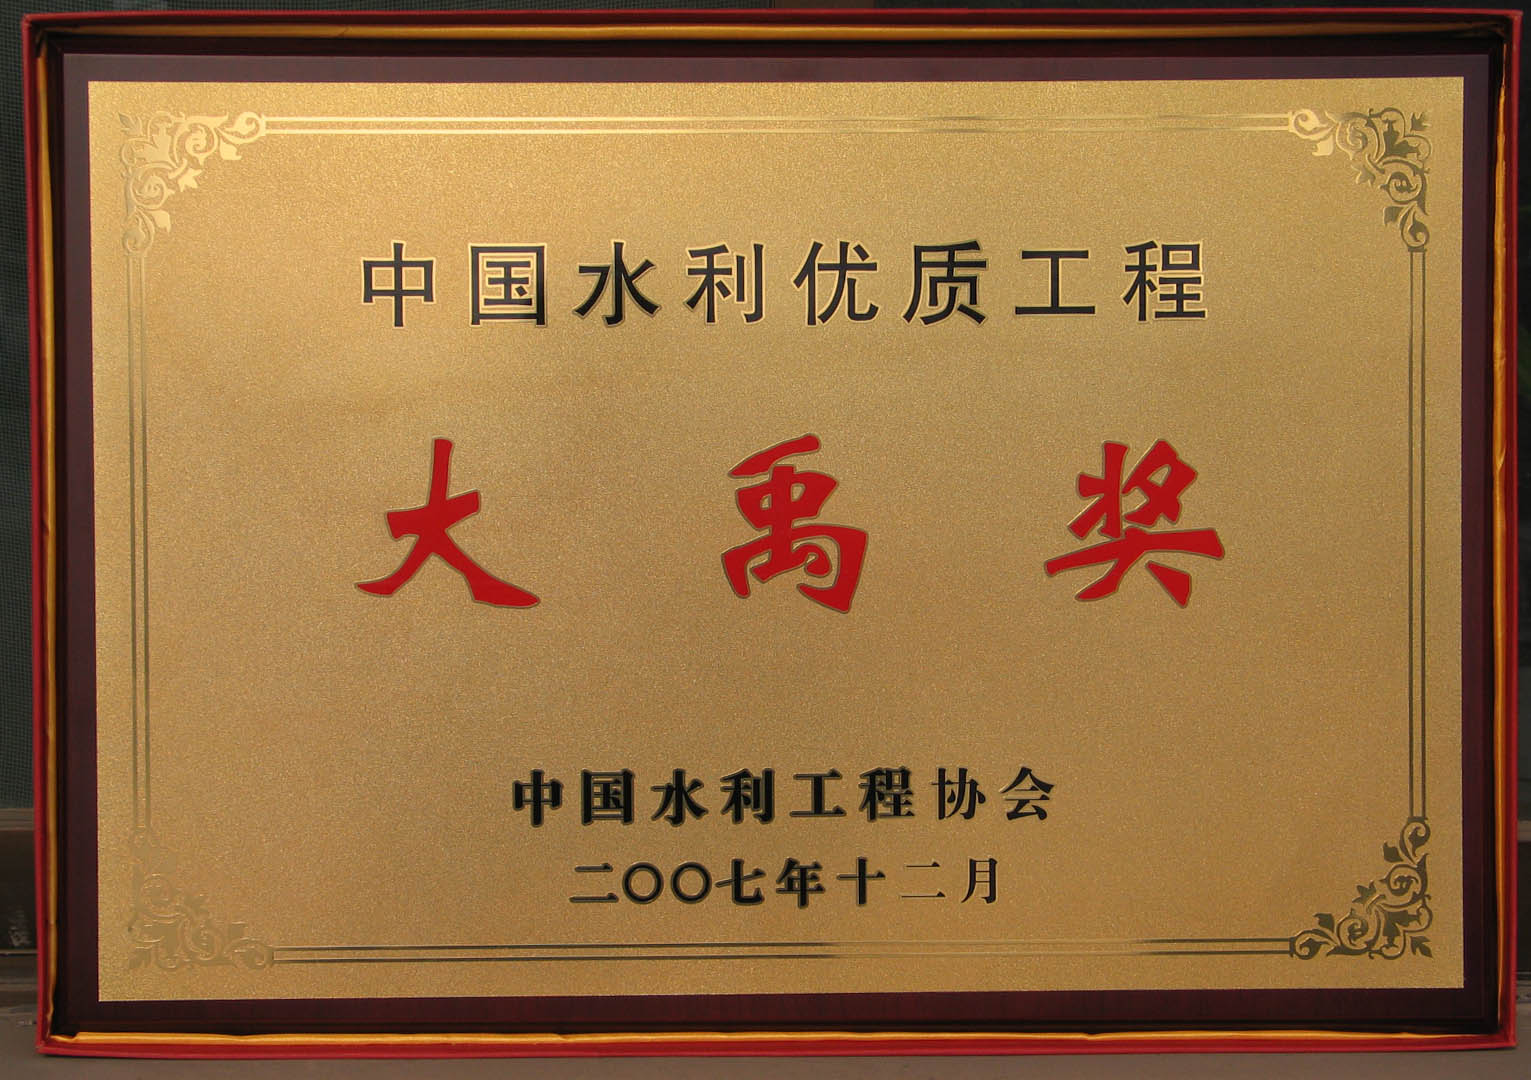 中国水利优质工程
大禹奖
中国水利工程协会
二〇〇七年十二月